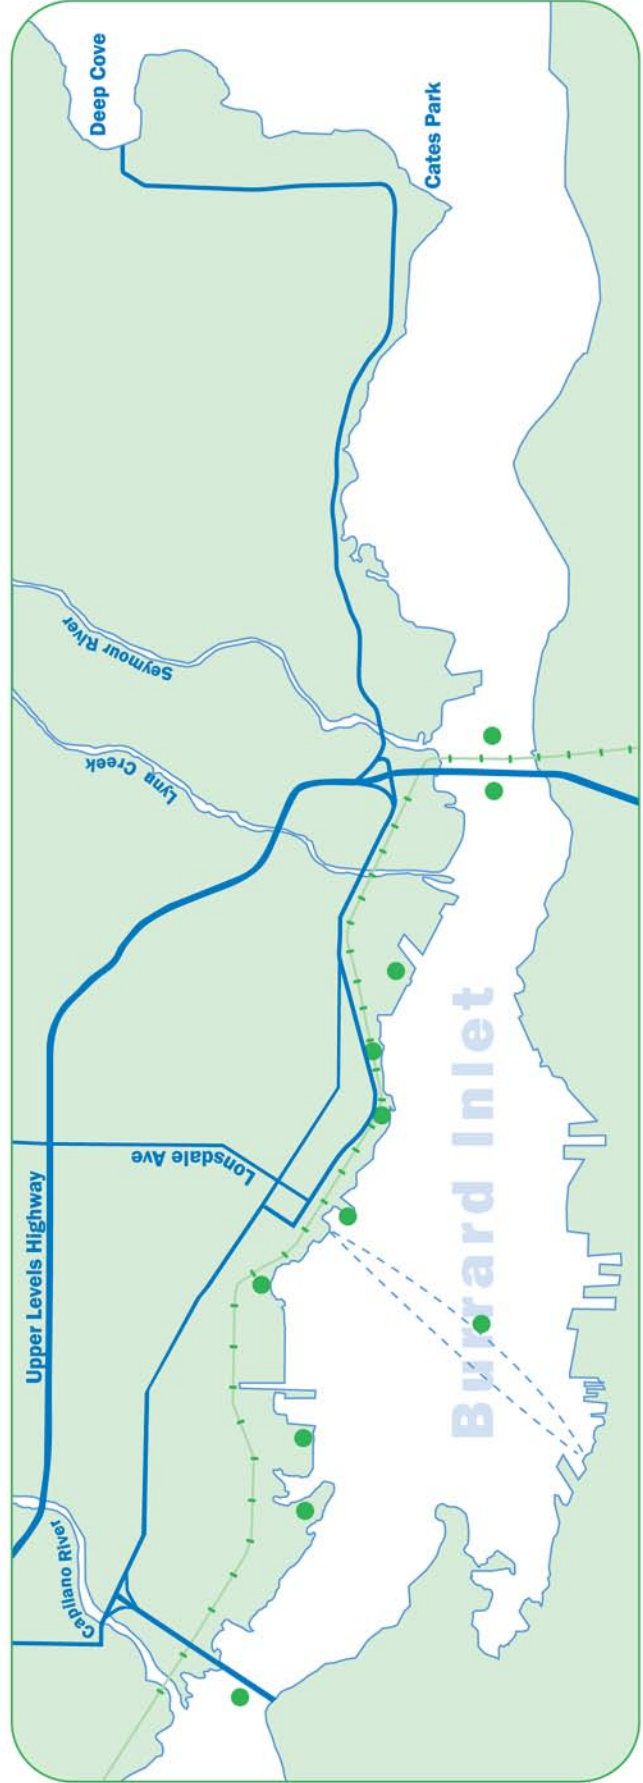 Deep Cove
Cates Park
Seymour River
Lynn Creek
Burrard Inlet
Lonsdale Ave
Upper Levels Highway
Capilano River